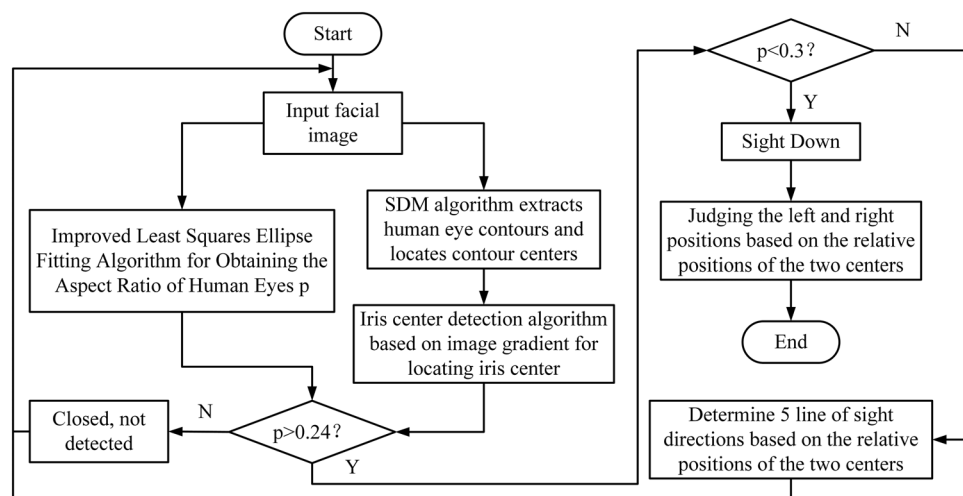 Start
Input facial
image
Improved Least Squares Ellipse
Fitting Algorithm for Obtaining the
Aspect Ratio of Human Eyes p
SDM algorithm extracts
human eye contours and
locates contour centers
Iris center detection algorithm
based on image gradient for
locating iris center
p>0.24?
N
Y
Closed, not
detected
p<0.3?
N
Y
Sight Down
Judging the left and right
positions based on the relative
positions of the two centers
End
Determine 5 line of sight
directions based on the relative
positions of the two centers